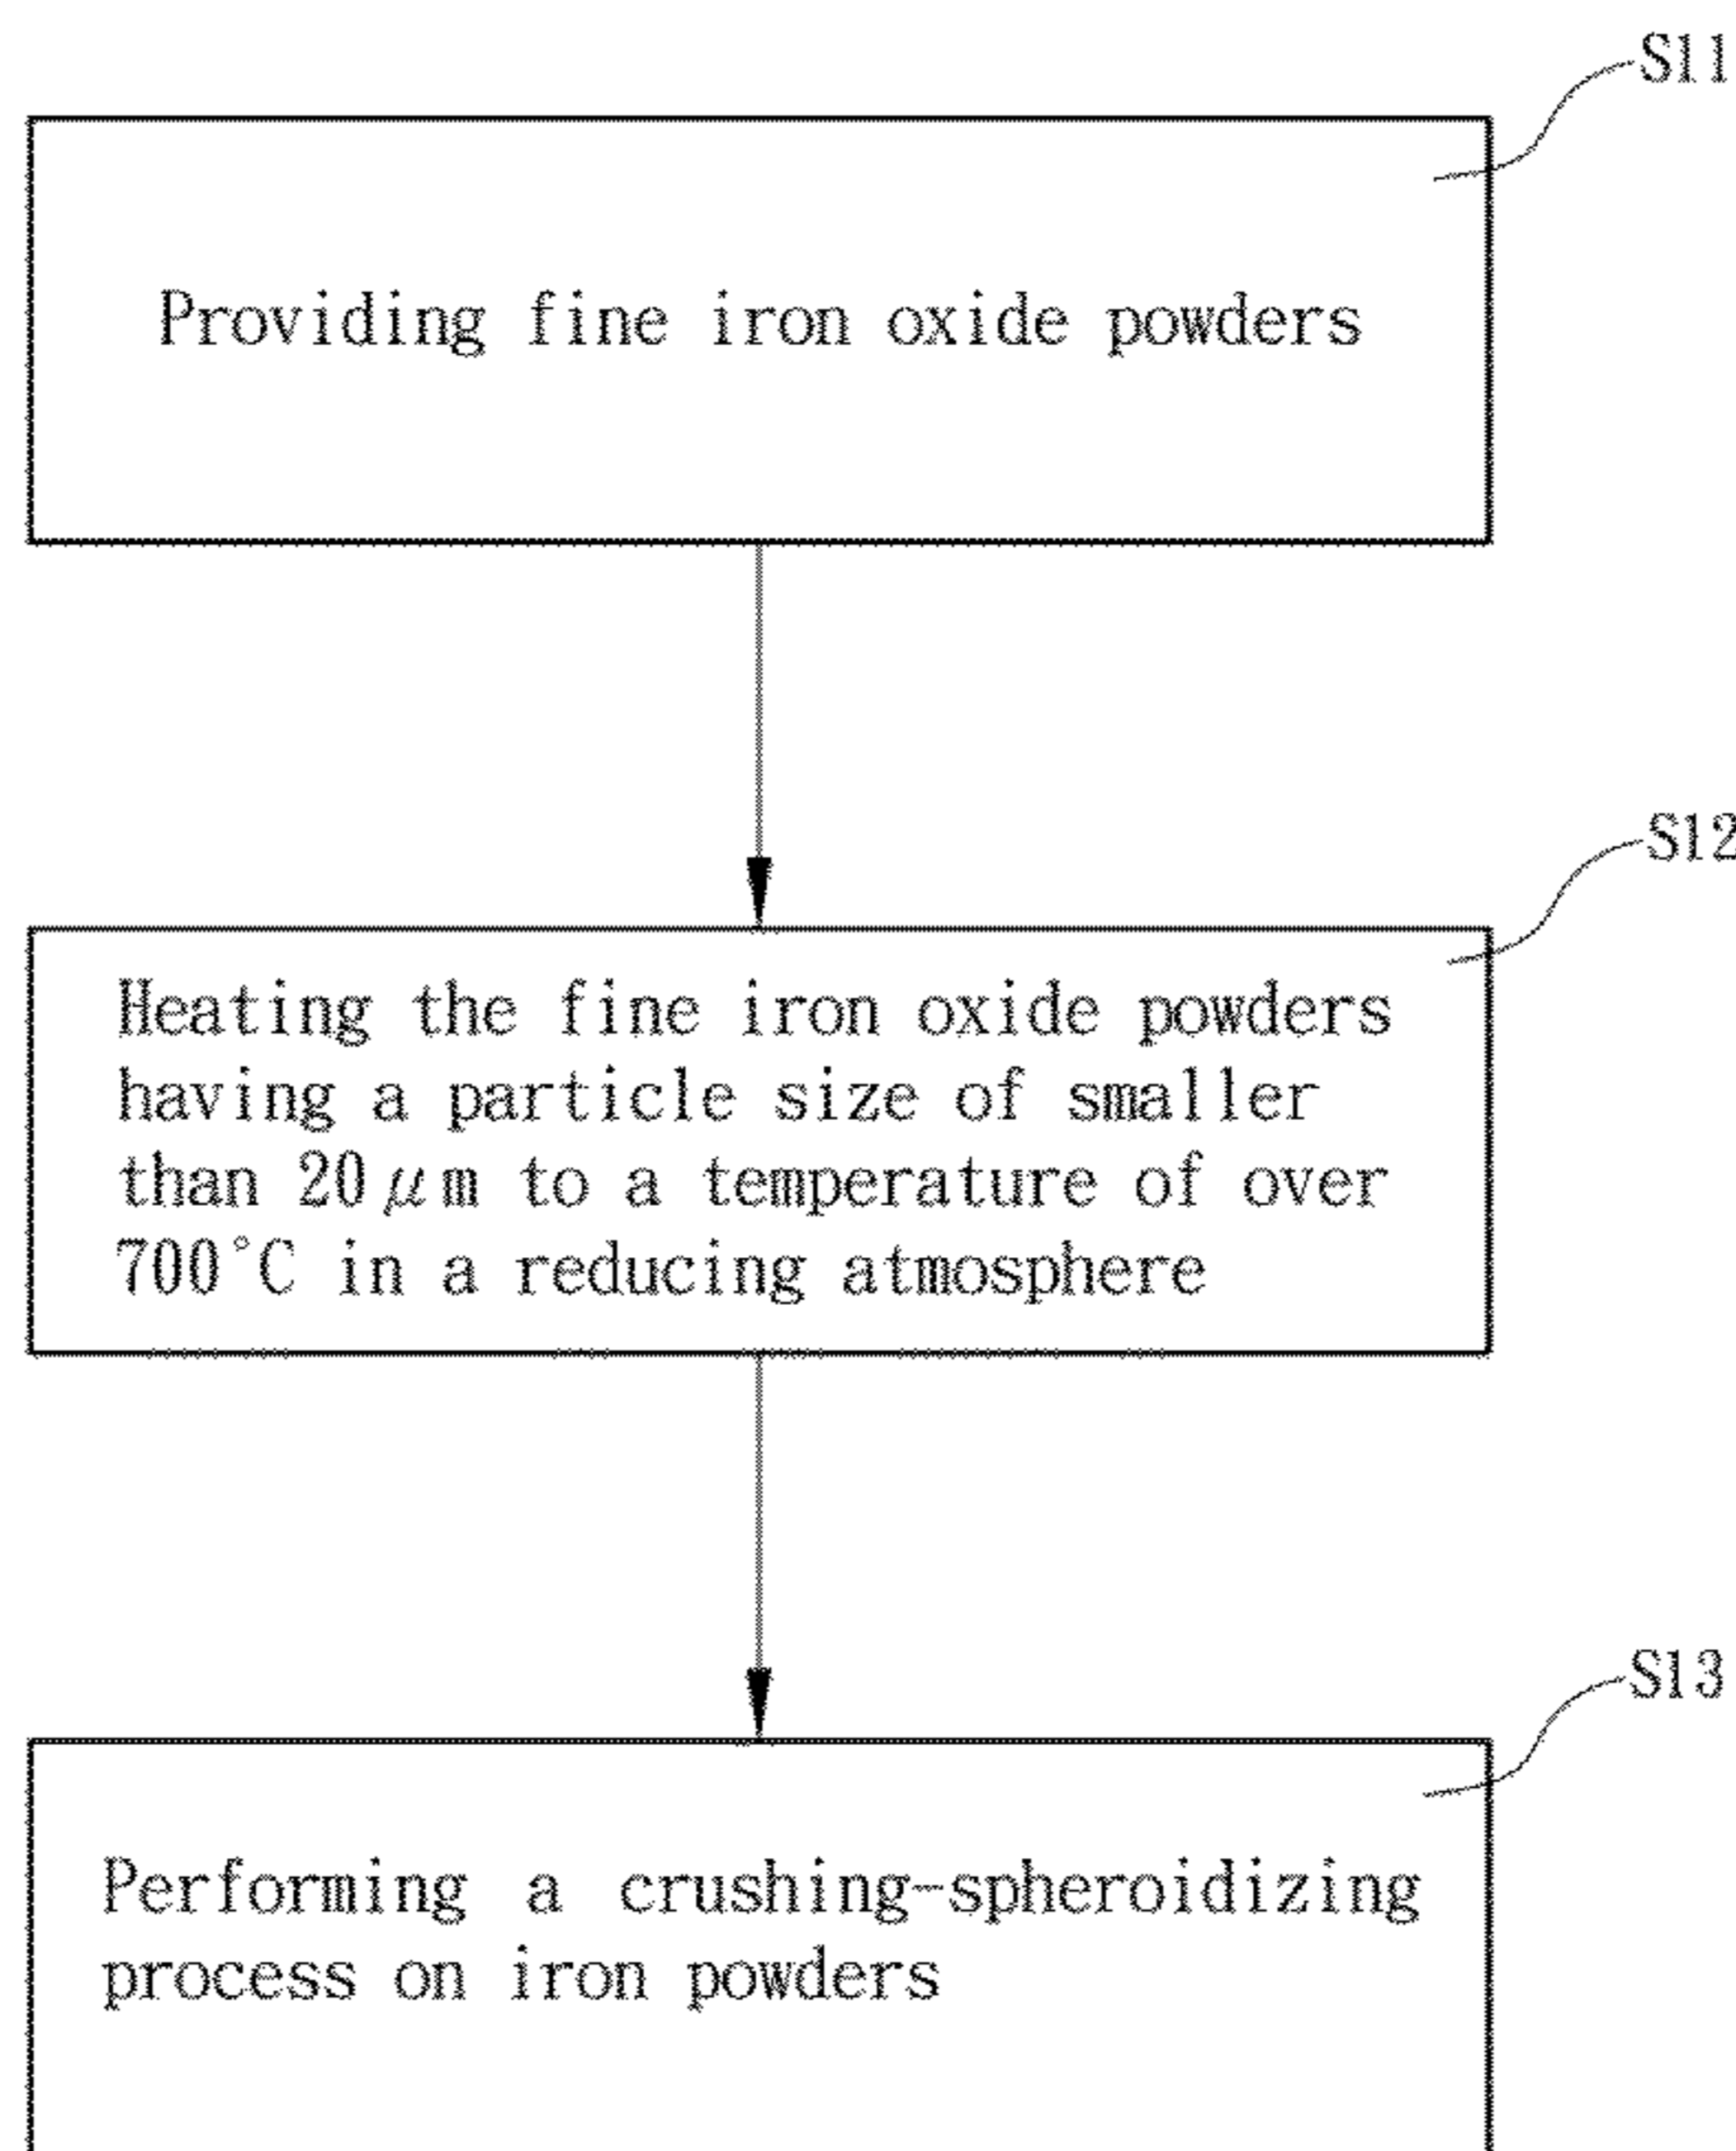 S11
Providing fine iron oxide powders
S12
Heating the fine iron oxide powders
having a particle size of smaller
than 20μm to a temperature of over
700°C in a reducing atmosphere
S13
Performing a crushing-spheroidizing
process on iron powders